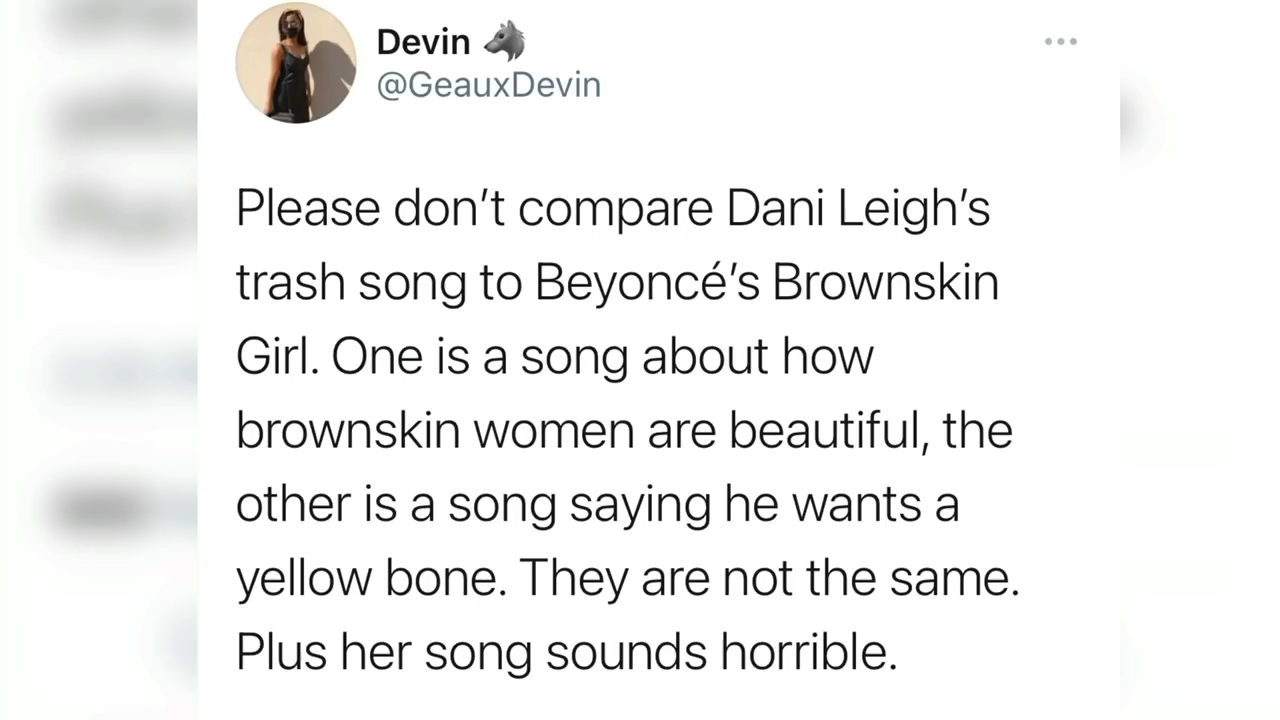 Devin 🐺
@GeauxDevin
Please don’t compare Dani Leigh’s
trash song to Beyoncé’s Brownskin
Girl. One is a song about how
brownskin women are beautiful, the
other is a song saying he wants a
yellow bone. They are not the same.
Plus her song sounds horrible.